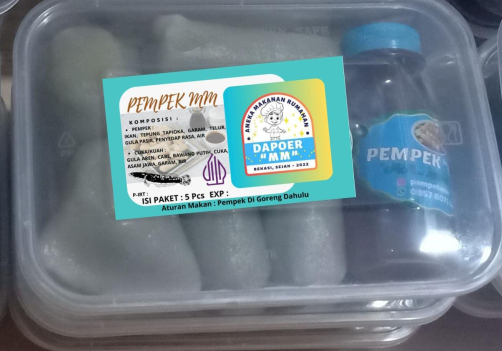 PEMPEK MM
KOMPOSISI :
• PEMPEK :
IKAN, TEPUNG TAPIOKA, GARAM, TELUR,
GULA PASIR, PENYEDAP RASA, AIR
• CUKA/KUAH :
GULA AREN, CABE, BAWANG PUTIH, CUKA,
ASAM JAWA, GARAM, AIR
P-IRT :
ISI PAKET : 5 Pcs EXP :
Aturan Makan : Pempek Di Goreng Dahulu
ANEKA MAKANAN RUMAHAN
DAPOER
"MM"
BEKASI, SEJAK - 2022
PEMPEK